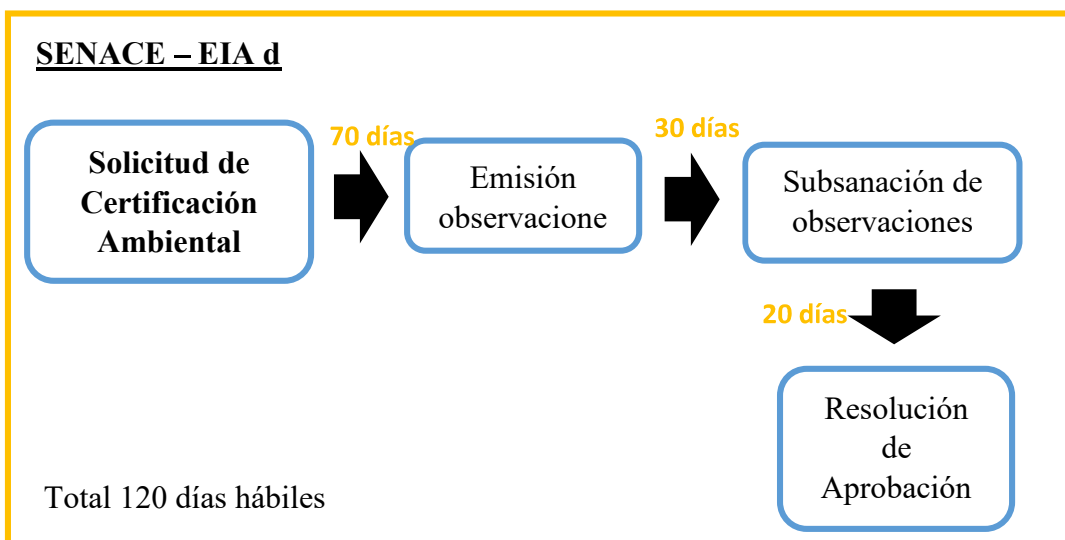 SENACE – EIA d
Solicitud de
Certificación
Ambiental
70 días
Emisión
observacione
30 días
Subsanación de
observaciones
20 días
Resolución
de
Aprobación
Total 120 días hábiles